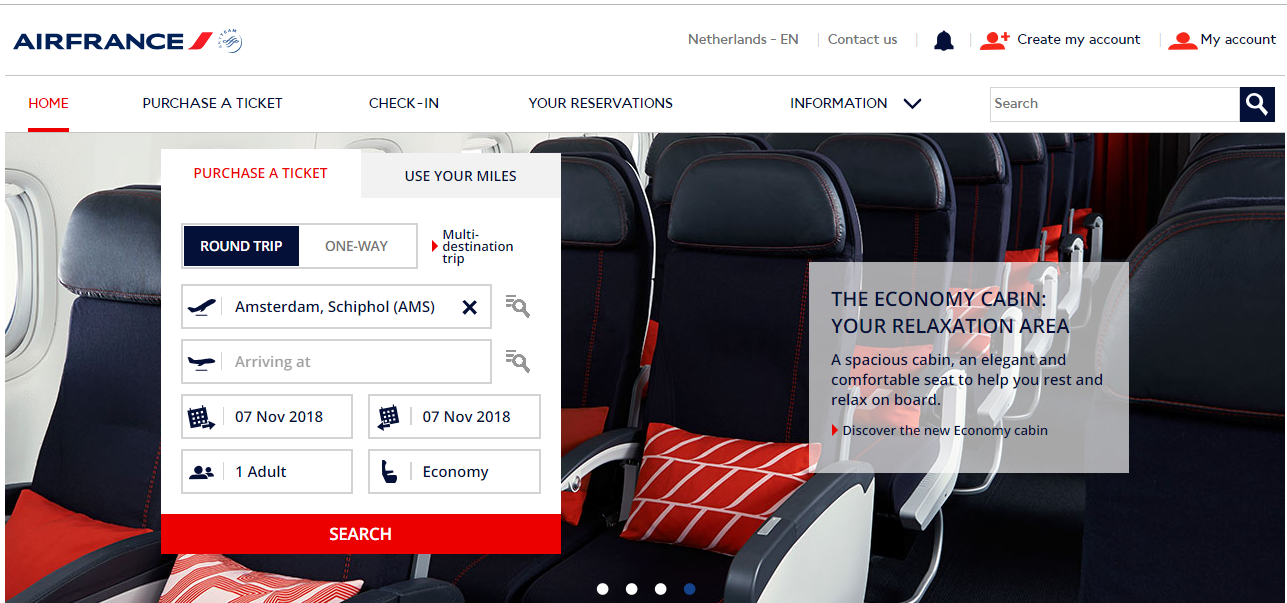 AIRFRANCE
Netherlands - EN
Contact us
Create my account
My account
HOME
PURCHASE A TICKET
CHECK-IN
YOUR RESERVATIONS
INFORMATION
Search
PURCHASE A TICKET
USE YOUR MILES
ROUND TRIP
ONE-WAY
Multi-
destination
trip
Amsterdam, Schiphol (AMS)
Arriving at
07 Nov 2018
07 Nov 2018
1 Adult
Economy
SEARCH
THE ECONOMY CABIN:
YOUR RELAXATION AREA
A spacious cabin, an elegant and
comfortable seat to help you rest and
relax on board.
Discover the new Economy cabin